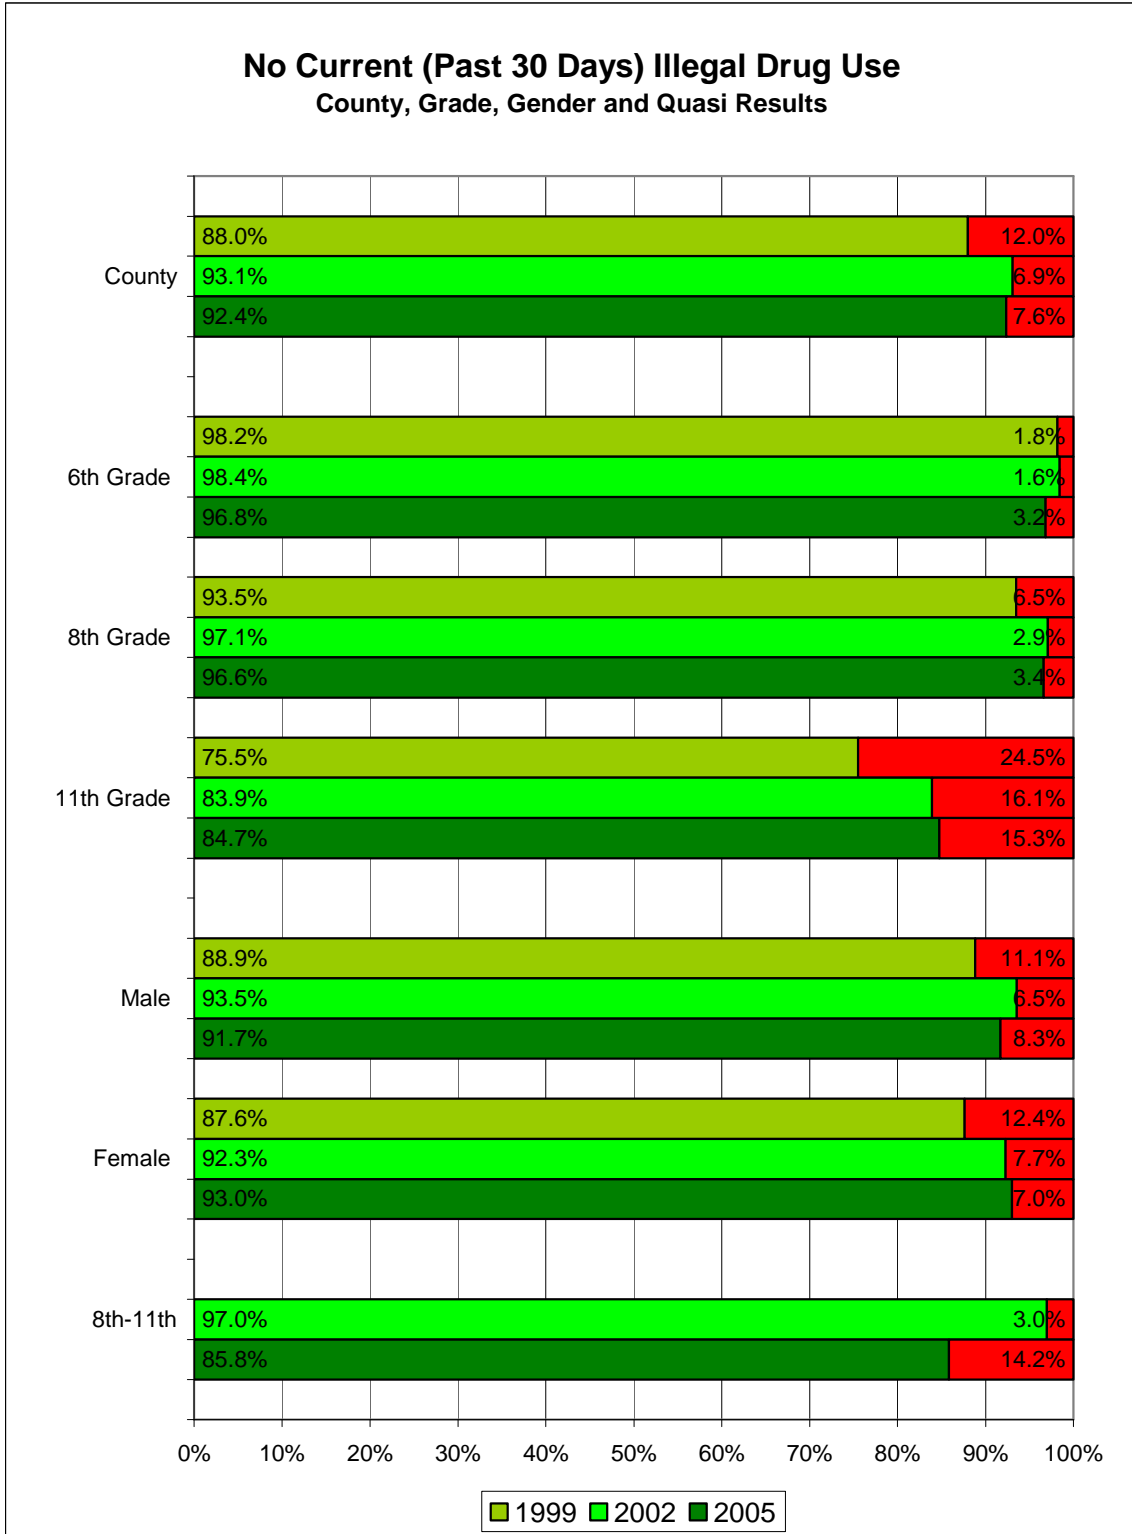 No Current (Past 30 Days) Illegal Drug Use
County, Grade, Gender and Quasi Results
88.0% 12.0%
County 93.1% 6.9%
92.4% 7.6%
98.2% 1.8%
6th Grade 98.4% 1.6%
96.8% 3.2%
93.5% 6.5%
8th Grade 97.1% 2.9%
96.6% 3.4%
75.5% 24.5%
11th Grade 83.9% 16.1%
84.7% 15.3%
88.9% 11.1%
Male 93.5% 6.5%
91.7% 8.3%
87.6% 12.4%
Female 92.3% 7.7%
93.0% 7.0%
8th-11th 97.0% 3.0%
85.8% 14.2%
0% 10% 20% 30% 40% 50% 60% 70% 80% 90% 100%
1999 2002 2005